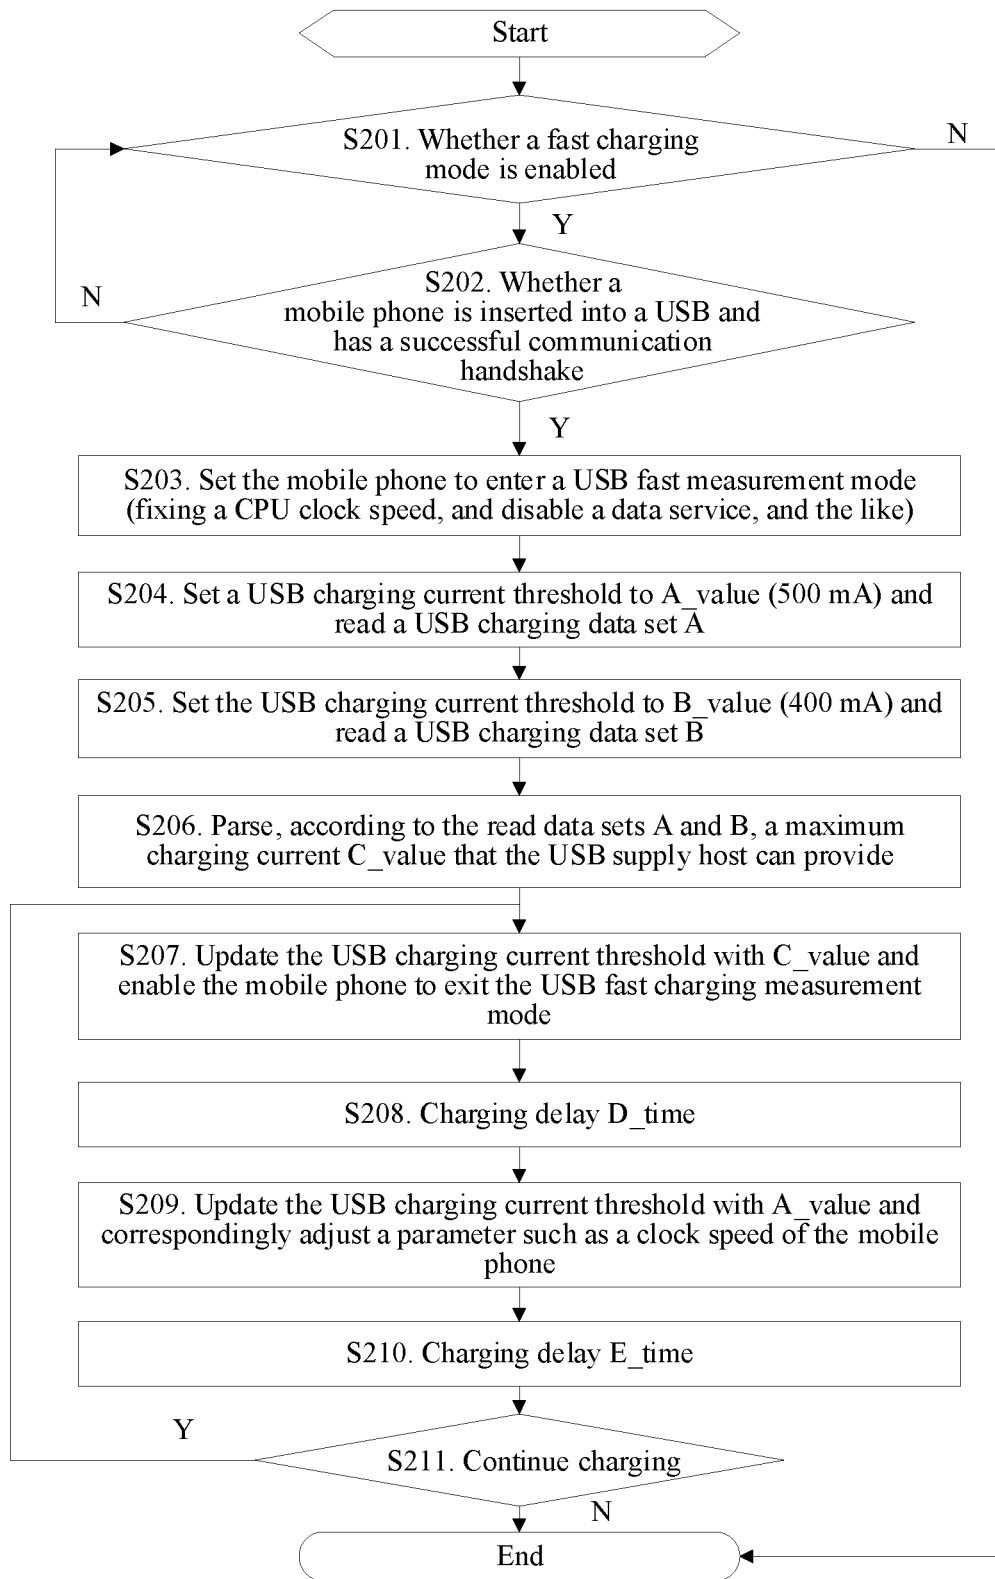 Start
S201. Whether a fast charging
mode is enabled
N
Y
S202. Whether a
mobile phone is inserted into a USB and
has a successful communication
handshake
N
Y
S203. Set the mobile phone to enter a USB fast measurement mode
(fixing a CPU clock speed, and disable a data service, and the like)
S204. Set a USB charging current threshold to A_value (500 mA) and
read a USB charging data set A
S205. Set the USB charging current threshold to B_value (400 mA) and
read a USB charging data set B
S206. Parse, according to the read data sets A and B, a maximum
charging current C_value that the USB supply host can provide
S207. Update the USB charging current threshold with C_value and
enable the mobile phone to exit the USB fast charging measurement
mode
S208. Charging delay D_time
S209. Update the USB charging current threshold with A_value and
correspondingly adjust a parameter such as a clock speed of the mobile
phone
S210. Charging delay E_time
Y
S211. Continue charging
N
End